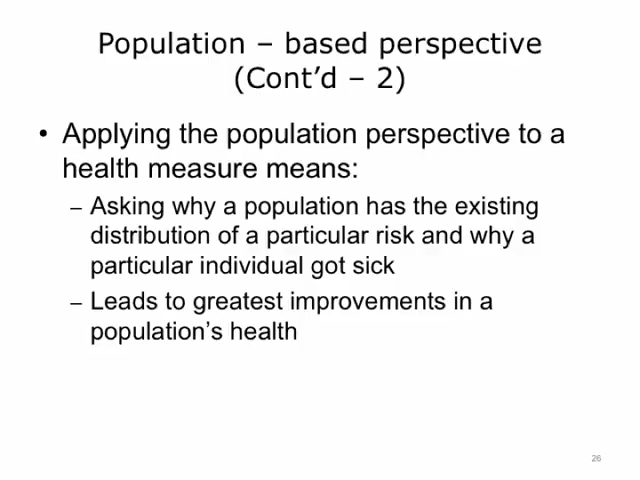 Population – based perspective
(Cont’d – 2)
• Applying the population perspective to a
health measure means:
– Asking why a population has the existing
distribution of a particular risk and why a
particular individual got sick
– Leads to greatest improvements in a
population’s health
26